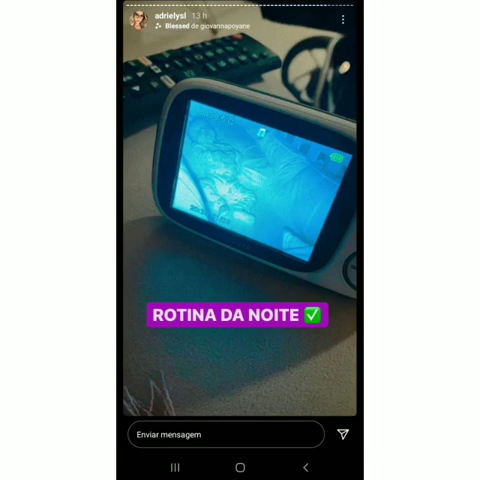 adrielysl 13 h
Blessed de giovannapoyane
ROTINA DA NOITE ✅
Enviar mensagem